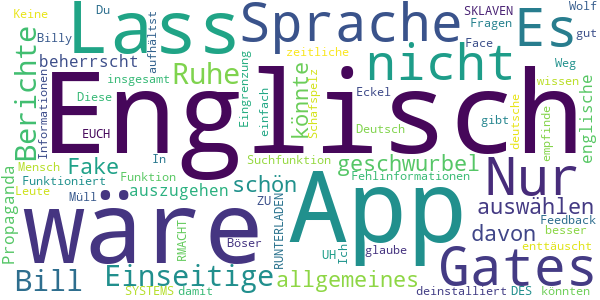 Du Keine Lass Sprache SKLAVEN Es Wolf
Billy aufhältst Fragen gut
beherrscht zeitliche Face Weg
Berichte Informationen insgesamt Ruhe Eingrenzung einfach könnte Schafspelz nicht Eckel gibt wissen
Diese EUCH Englisch Deutsch deutsche empfinde englische
In Suchfunktion
Propaganda Mensch Fake geschwurbel
Funktioniert Funktion schön Fehlinformationen Nur
Leute auszugehen ZU App auswählen
Müll wäre RMACHT Böser RUNTERLADEN UH Ich glaube davon Feedback
besser
Bill Einseitige allgemeines Gates enttäuscht
SYSTEMS damit deinstalliert DES könnten